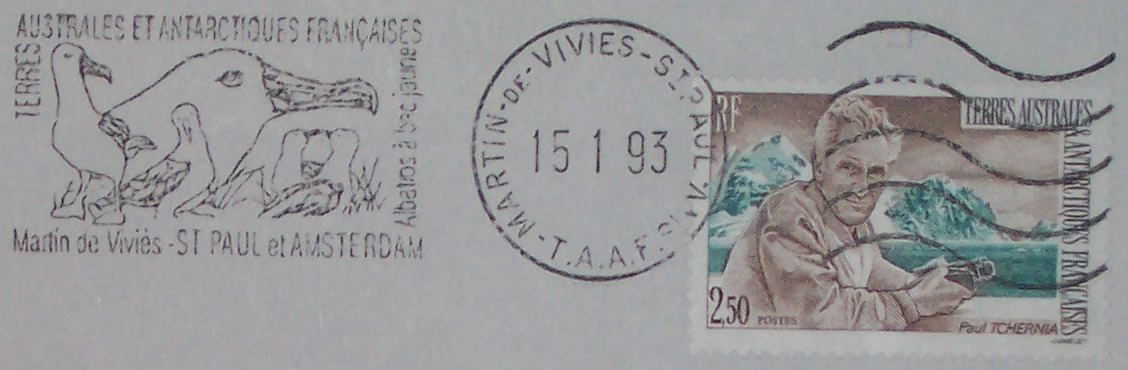 TERRES
AUSTRALES ET ANTARCTIQUES FRANÇAISES
Albatros à bec jaune
Martin de Viviès - ST PAUL et AMSTERDAM
MARTIN-DE-VIVIES-ST PAUL
15 1 93
T.A.A.F.
RF
TERRES AUSTRALES
& ANTARCTIQUES FRANÇAISES
2,50 POSTES
Paul TCHERNIA